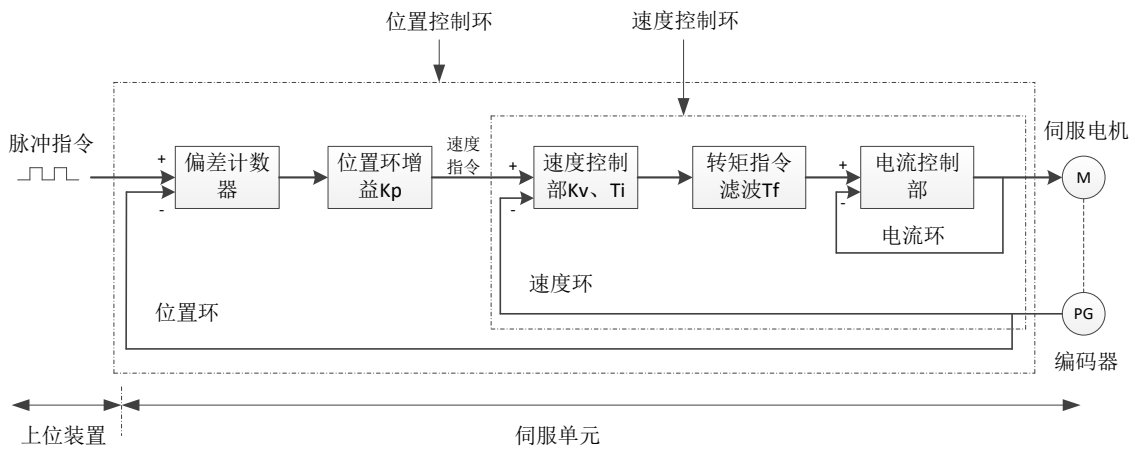 位置控制环
速度控制环
脉冲指令
+
-
偏差计数
器
位置环增
益Kp
速度
指令
+
-
速度控制
部Kv、Ti
转矩指令
滤波Tf
+
-
电流控制
部
伺服电机
M
电流环
速度环
位置环
PG
编码器
上位装置
伺服单元